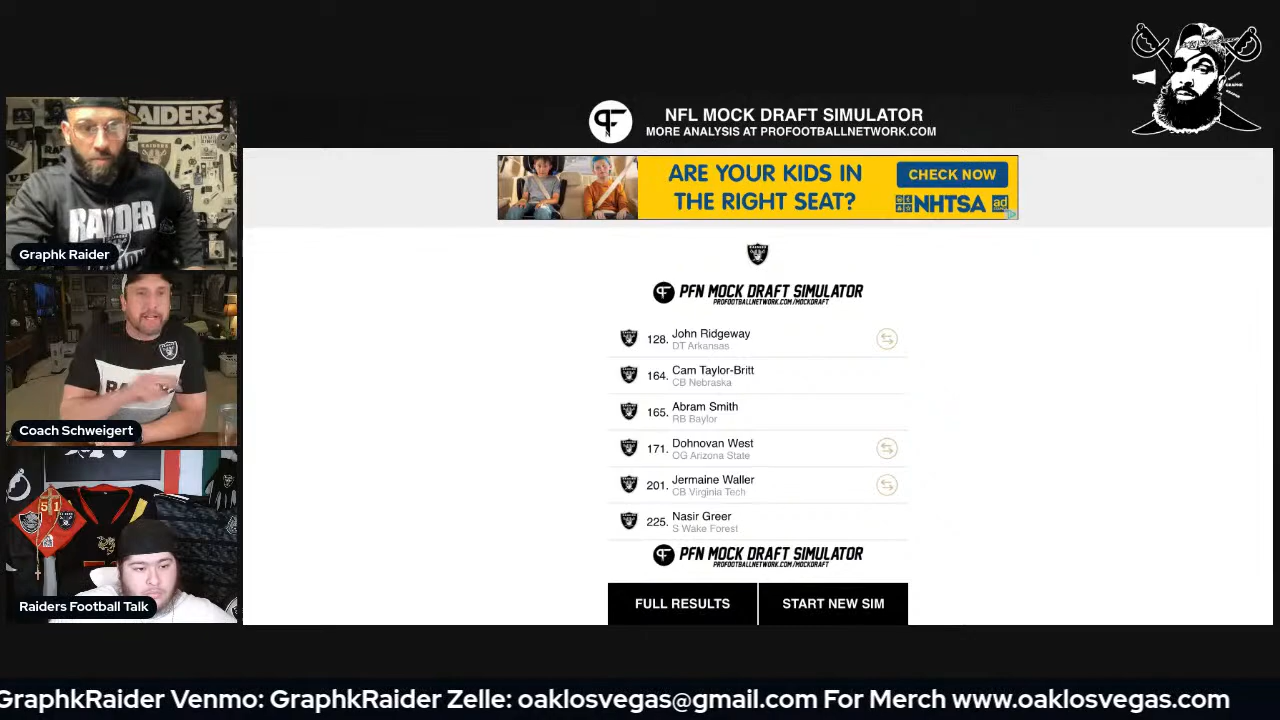 NFL MOCK DRAFT SIMULATOR
MORE ANALYSIS AT PROFOOTBALLNETWORK.COM
RAIDERS
RAIDER
Graphk Raider
ARE YOUR KIDS IN
THE RIGHT SEAT?
CHECK NOW
NHTSA
ad
PFN MOCK DRAFT SIMULATOR
PROFOOTBALLNETWORK.COM/MOCKDRAFT
128. John Ridgeway
DT Arkansas
164. Cam Taylor-Britt
CB Nebraska
165. Abram Smith
RB Baylor
171. Dohnovan West
OG Arizona State
201. Jermaine Waller
CB Virginia Tech
225. Nasir Greer
S Wake Forest
PFN MOCK DRAFT SIMULATOR
PROFOOTBALLNETWORK.COM/MOCKDRAFT
FULL RESULTS
START NEW SIM
Coach Schweigert
51
Raiders Football Talk
GraphkRaider Venmo: GraphkRaider Zelle: oaklosvegas@gmail.com For Merch www.oaklosvegas.com